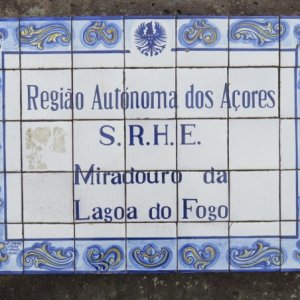 Região Autónoma dos Açores
S.R.H.E.
Miradouro da
Lagoa do Fogo